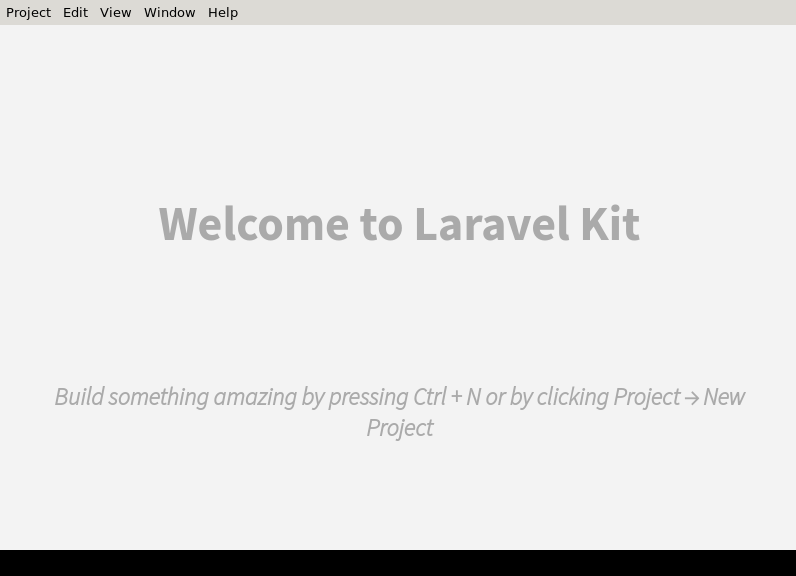 Project Edit View Window Help
Welcome to Laravel Kit
Build something amazing by pressing Ctrl + N or by clicking Project → New
Project